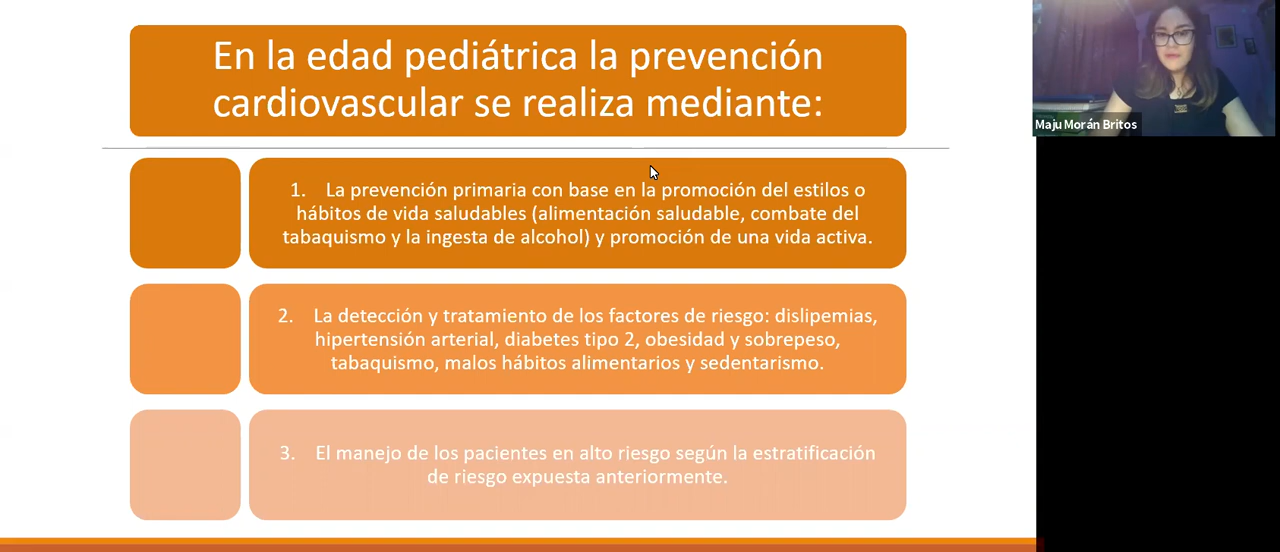 En la edad pediátrica la prevención
cardiovascular se realiza mediante:
Maju Morán Britos
1. La prevención primaria con base en la promoción del estilos o
hábitos de vida saludables (alimentación saludable, combate del
tabaquismo y la ingesta de alcohol) y promoción de una vida activa.
2. La detección y tratamiento de los factores de riesgo: dislipemias,
hipertensión arterial, diabetes tipo 2, obesidad y sobrepeso,
tabaquismo, malos hábitos alimentarios y sedentarismo.
3. El manejo de los pacientes en alto riesgo según la estratificación
de riesgo expuesta anteriormente.